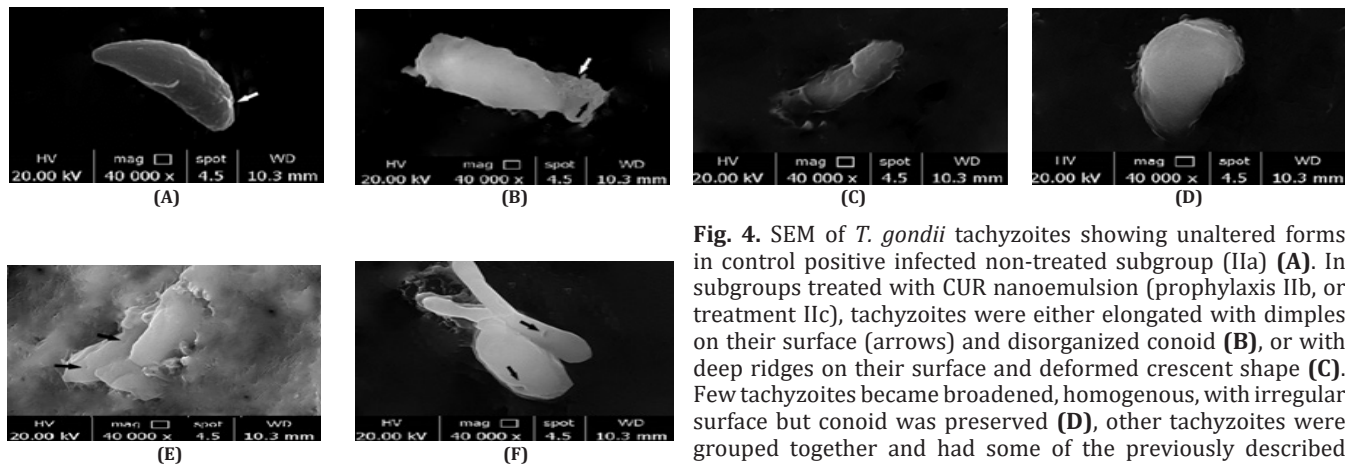 HV mag spot WD
20.00 kV 40 000 x 4.5 10.3 mm
(A)
HV mag spot WD
20.00 kV 40 000 x 4.5 10.3 mm
(B)
HV mag spot WD
20.00 kV 40 000 x 4.5 10.3 mm
(C)
HV mag spot WD
20.00 kV 40 000 x 4.5 10.3 mm
(D)
HV mag spot WD
20.00 kV 40 000 x 4.5 10.3 mm
(E)
HV mag spot WD
20.00 kV 40 000 x 4.5 10.3 mm
(F)
Fig. 4. SEM of T. gondii tachyzoites showing unaltered forms
in control positive infected non-treated subgroup (IIa) (A). In
subgroups treated with CUR nanoemulsion (prophylaxis IIb, or
treatment IIc), tachyzoites were either elongated with dimples
on their surface (arrows) and disorganized conoid (B), or with
deep ridges on their surface and deformed crescent shape (C).
Few tachyzoites became broadened, homogenous, with irregular
surface but conoid was preserved (D), other tachyzoites were
grouped together and had some of the previously described